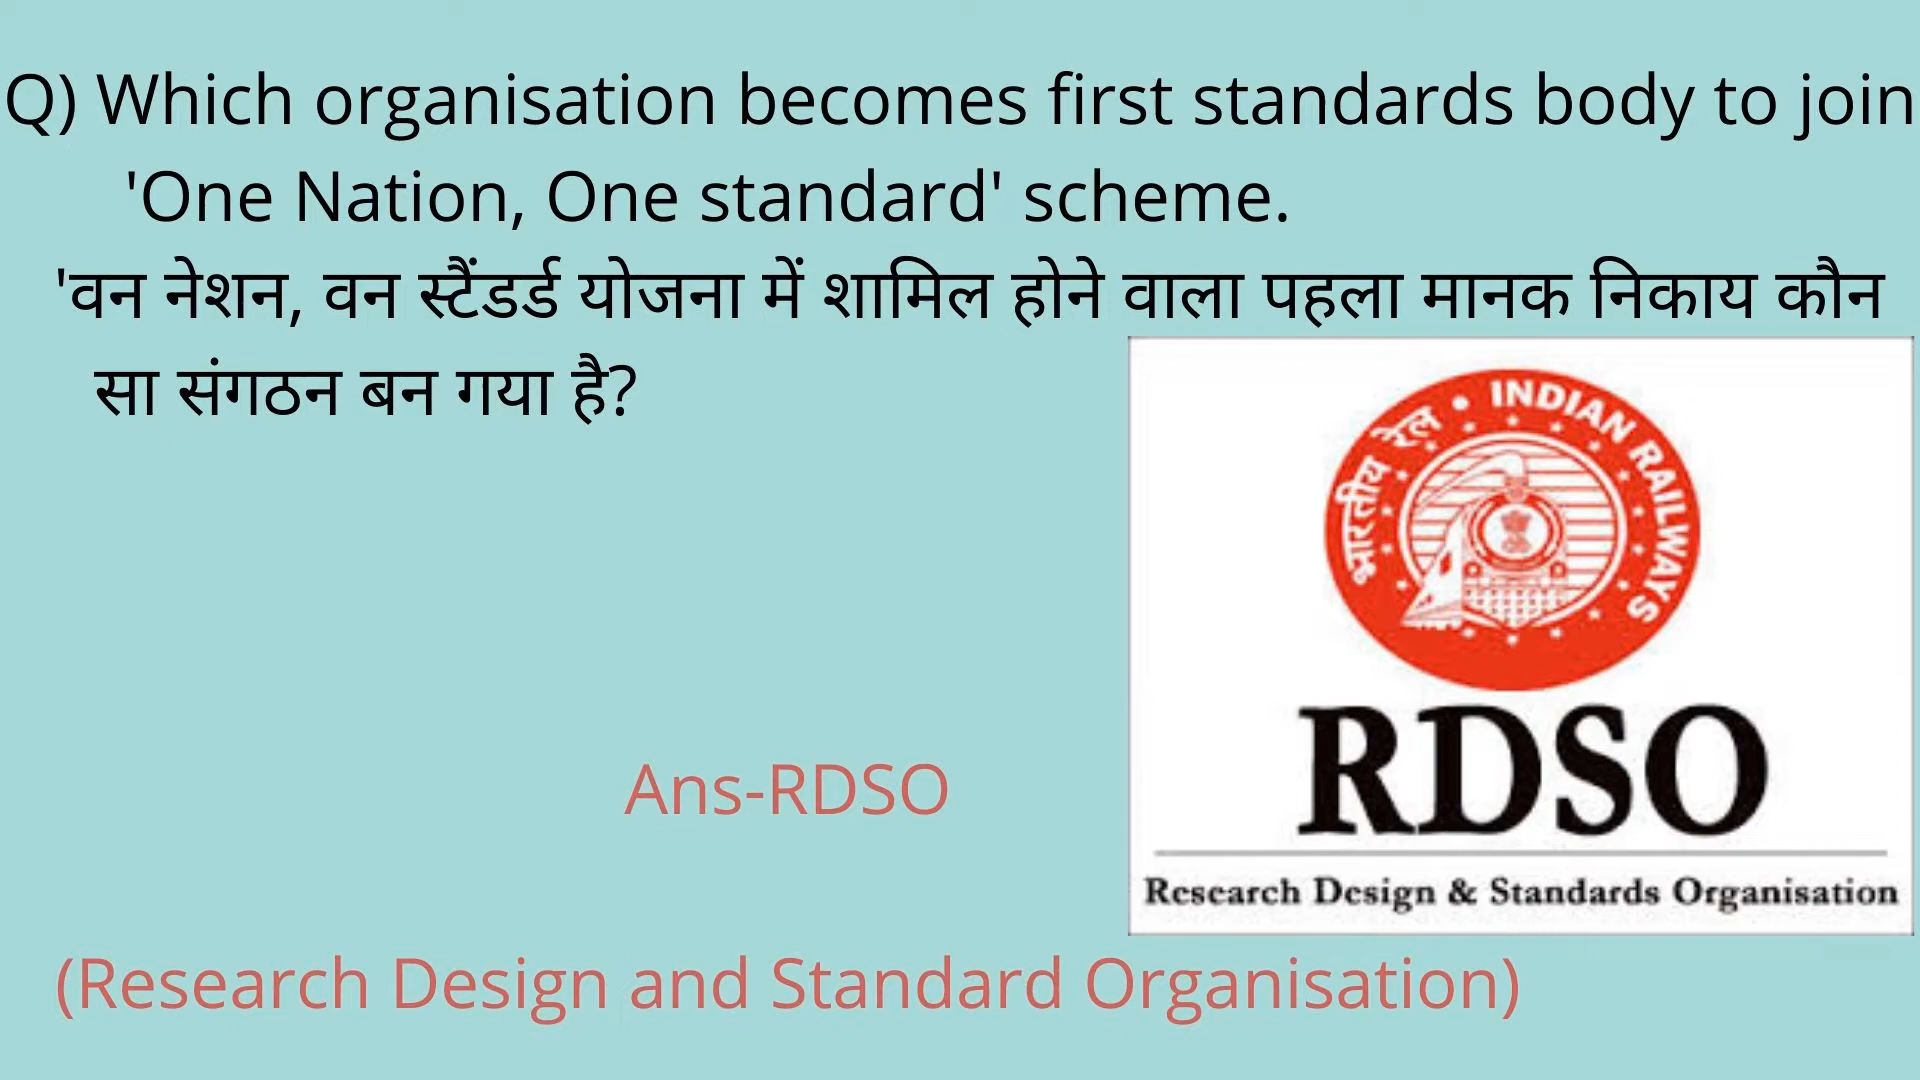 Q) Which organisation becomes first standards body to join
'One Nation, One standard' scheme.
'वन नेशन, वन स्टैंडर्ड योजना में शामिल होने वाला पहला मानक निकाय कौन
सा संगठन बन गया है?
भारतीय रेल • INDIAN RAILWAYS
RDSO
Research Design & Standards Organisation
Ans-RDSO
(Research Design and Standard Organisation)